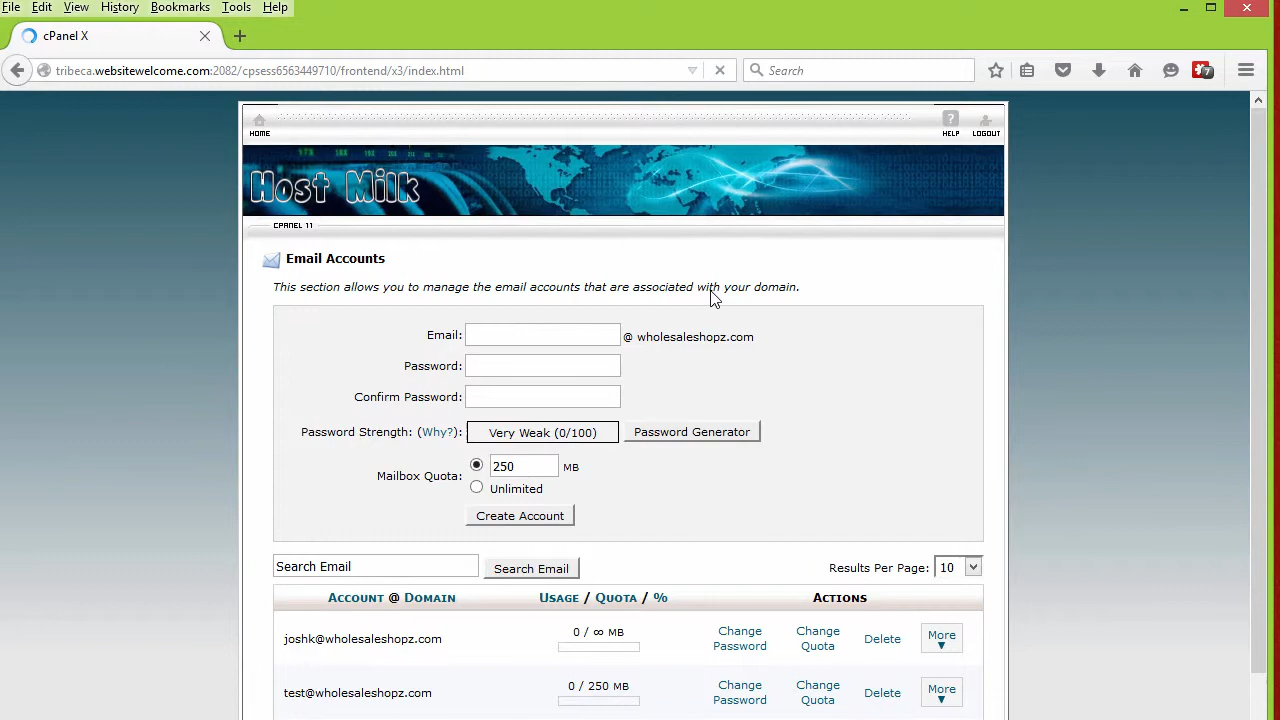 File Edit View History Bookmarks Tools Help
cPanel X
tribeca.websitewelcome.com:2082/cpsess6563449710/frontend/x3/index.html
Search
7
HOME
? HELP
LOGOUT
Host Milk
CPANEL 11
Email Accounts
This section allows you to manage the email accounts that are associated with your domain.
Email: @ wholesaleshopz.com
Password:
Confirm Password:
Password Strength: (Why?): Very Weak (0/100) Password Generator
Mailbox Quota: 250 MB
Unlimited
Create Account
Search Email Search Email Results Per Page: 10
ACCOUNT @ DOMAIN USAGE / QUOTA / % ACTIONS
joshk@wholesaleshopz.com 0 / ∞ MB Change Password Change Quota Delete More ▼
test@wholesaleshopz.com 0 / 250 MB Change Password Change Quota Delete More ▼